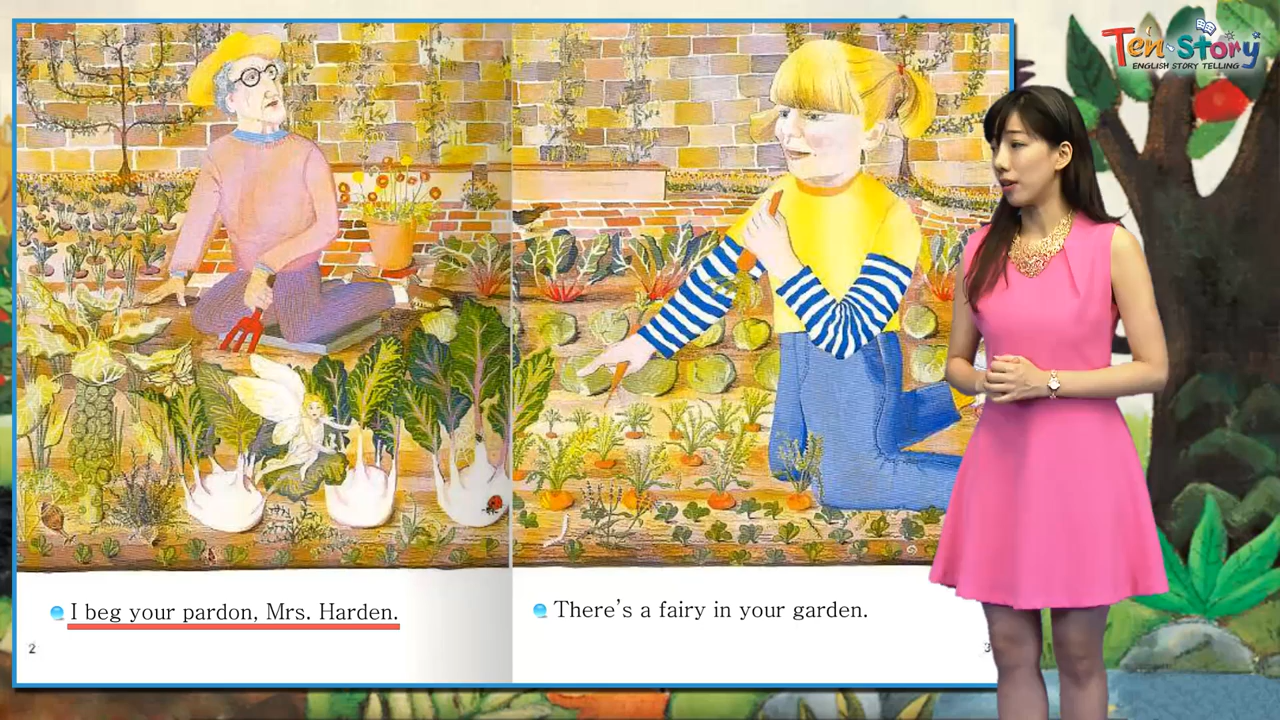 Ten Story
ENGLISH STORY TELLING
I beg your pardon, Mrs. Harden.
There's a fairy in your garden.
2
3